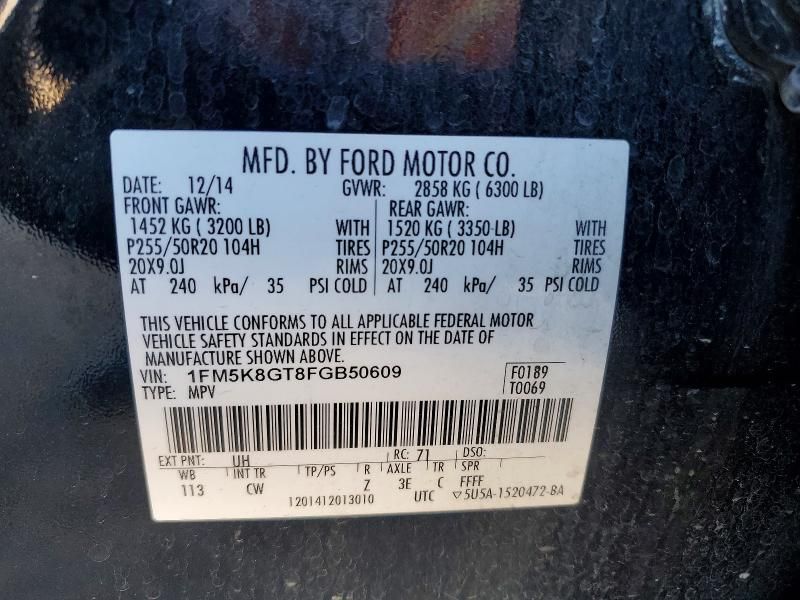 MFD. BY FORD MOTOR CO.
DATE: 12/14 GVWR: 2858 KG ( 6300 LB)
FRONT GAWR: REAR GAWR:
1452 KG ( 3200 LB) WITH 1520 KG ( 3350-LB) WITH
P255/50R20 104H TIRES P255/50R20 104H TIRES
20X9.0J RIMS 20X9.0J RIMS
AT 240 kPa/ 35 PSI COLD AT 240 kPa/ 35 PSI COLD
THIS VEHICLE CONFORMS TO ALL APPLICABLE FEDERAL MOTOR
VEHICLE SAFETY STANDARDS IN EFFECT ON THE DATE OF
MANUFACTURE SHOWN ABOVE.
VIN: 1FM5K8GT8FGB50609 F0189
TYPE: MPV T0069
EXT PNT: UH RC: 71 DSO:
WB INT TR TP/PS R AXLE TR SPR
113 CW Z 3E C FFFF
1201412013010 UTC ▽5U5A-1520472-BA